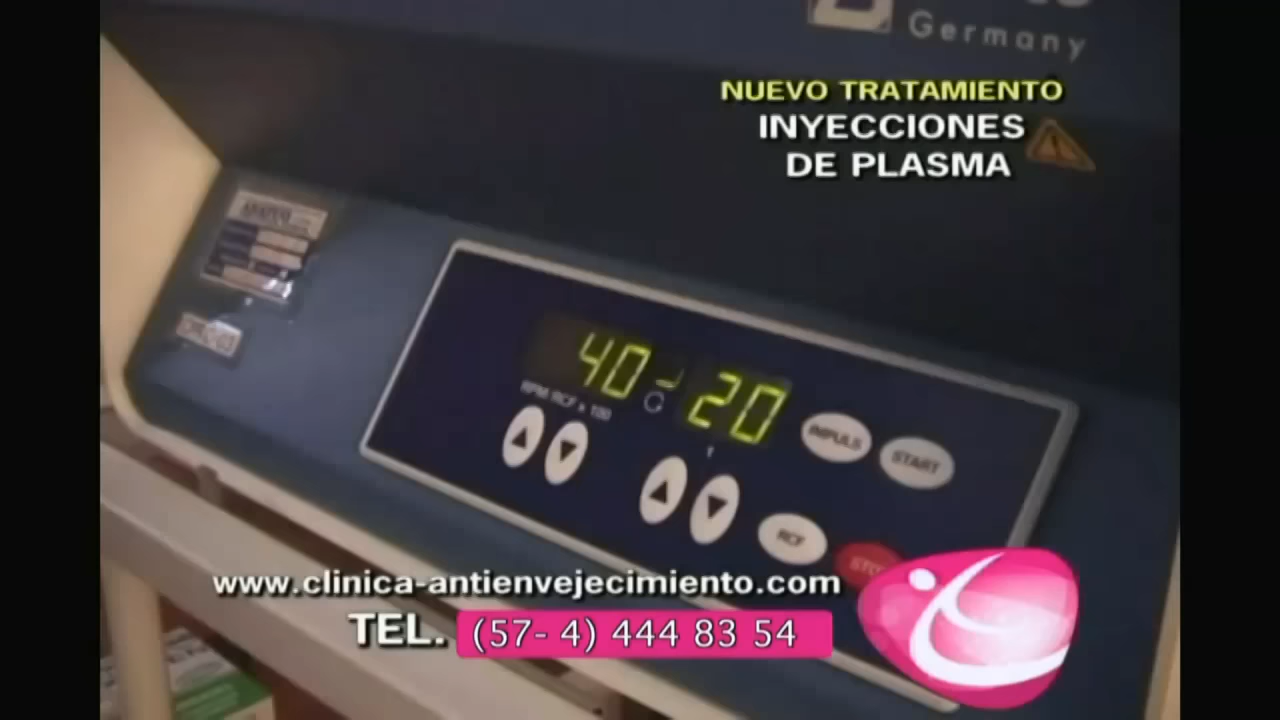 Germany
NUEVO TRATAMIENTO
INYECCIONES
DE PLASMA
40 20
RPM/RCF x 100
IMPULS
START
RCF
www.clinica-antienvejecimiento.com
TEL. (57- 4) 444 83 54